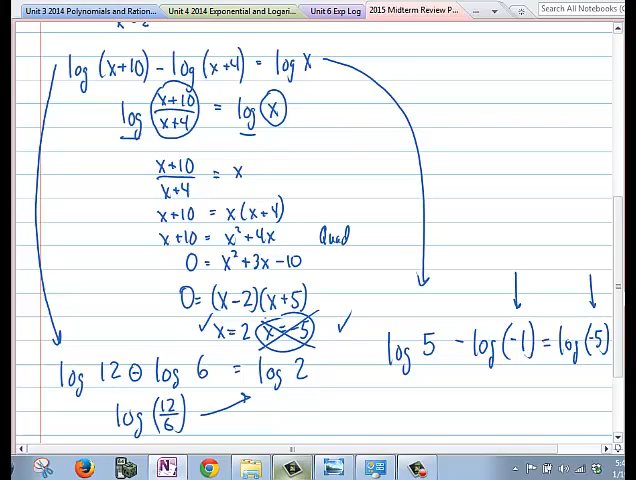 Unit 3 2014 Polynomials and Ration...
Unit 4 2014 Exponential and Logari...
Unit 6 Exp Log
2015 Midterm Review P...
Search All Notebooks (C
log (x+10) - log (x+4) = log x
log (x+10 / x+4) = log (x)
x+10 / x+4 = x
x+10 = x(x+4)
x+10 = x² + 4x Quad
0 = x² + 3x - 10
0 = (x-2)(x+5)
✓ x = 2 x = -5 ✓
log 5 - log (-1) = log (-5)
log 12 ⊖ log 6 = log 2
log (12/6)